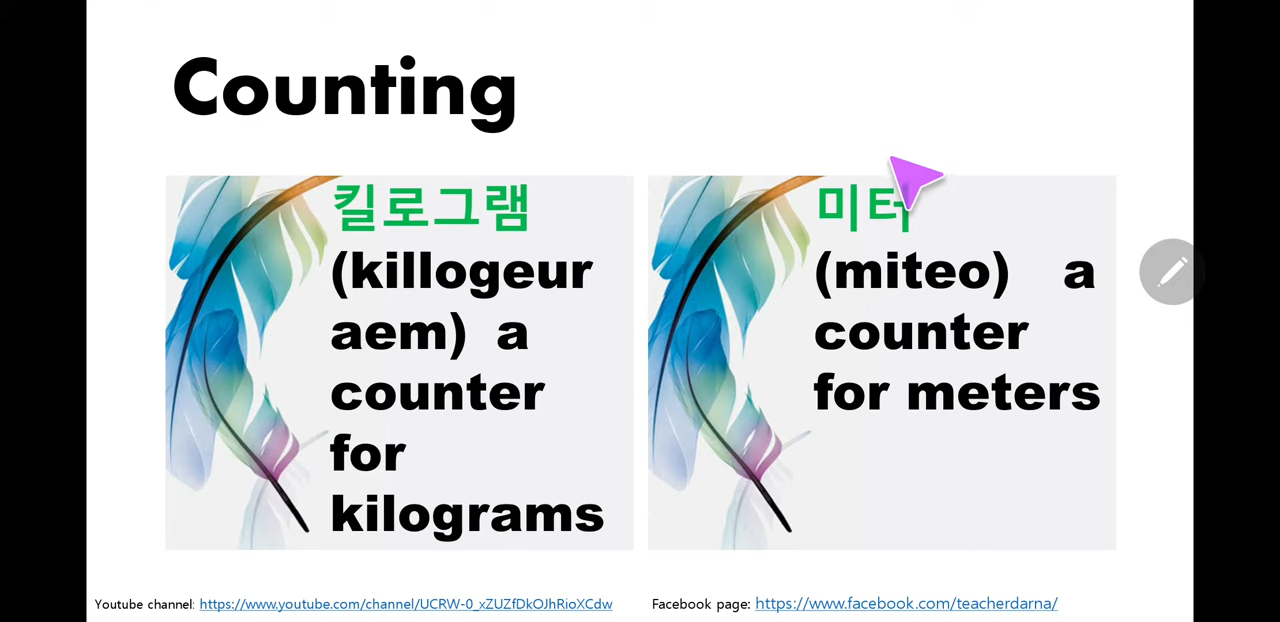 Counting
킬로그램
(killogeur
aem) a
counter
for
kilograms
미터
(miteo) a
counter
for meters
Youtube channel: https://www.youtube.com/channel/UCRW-0_xZUZfDkOJhRioXCdw
Facebook page: https://www.facebook.com/teacherdarna/